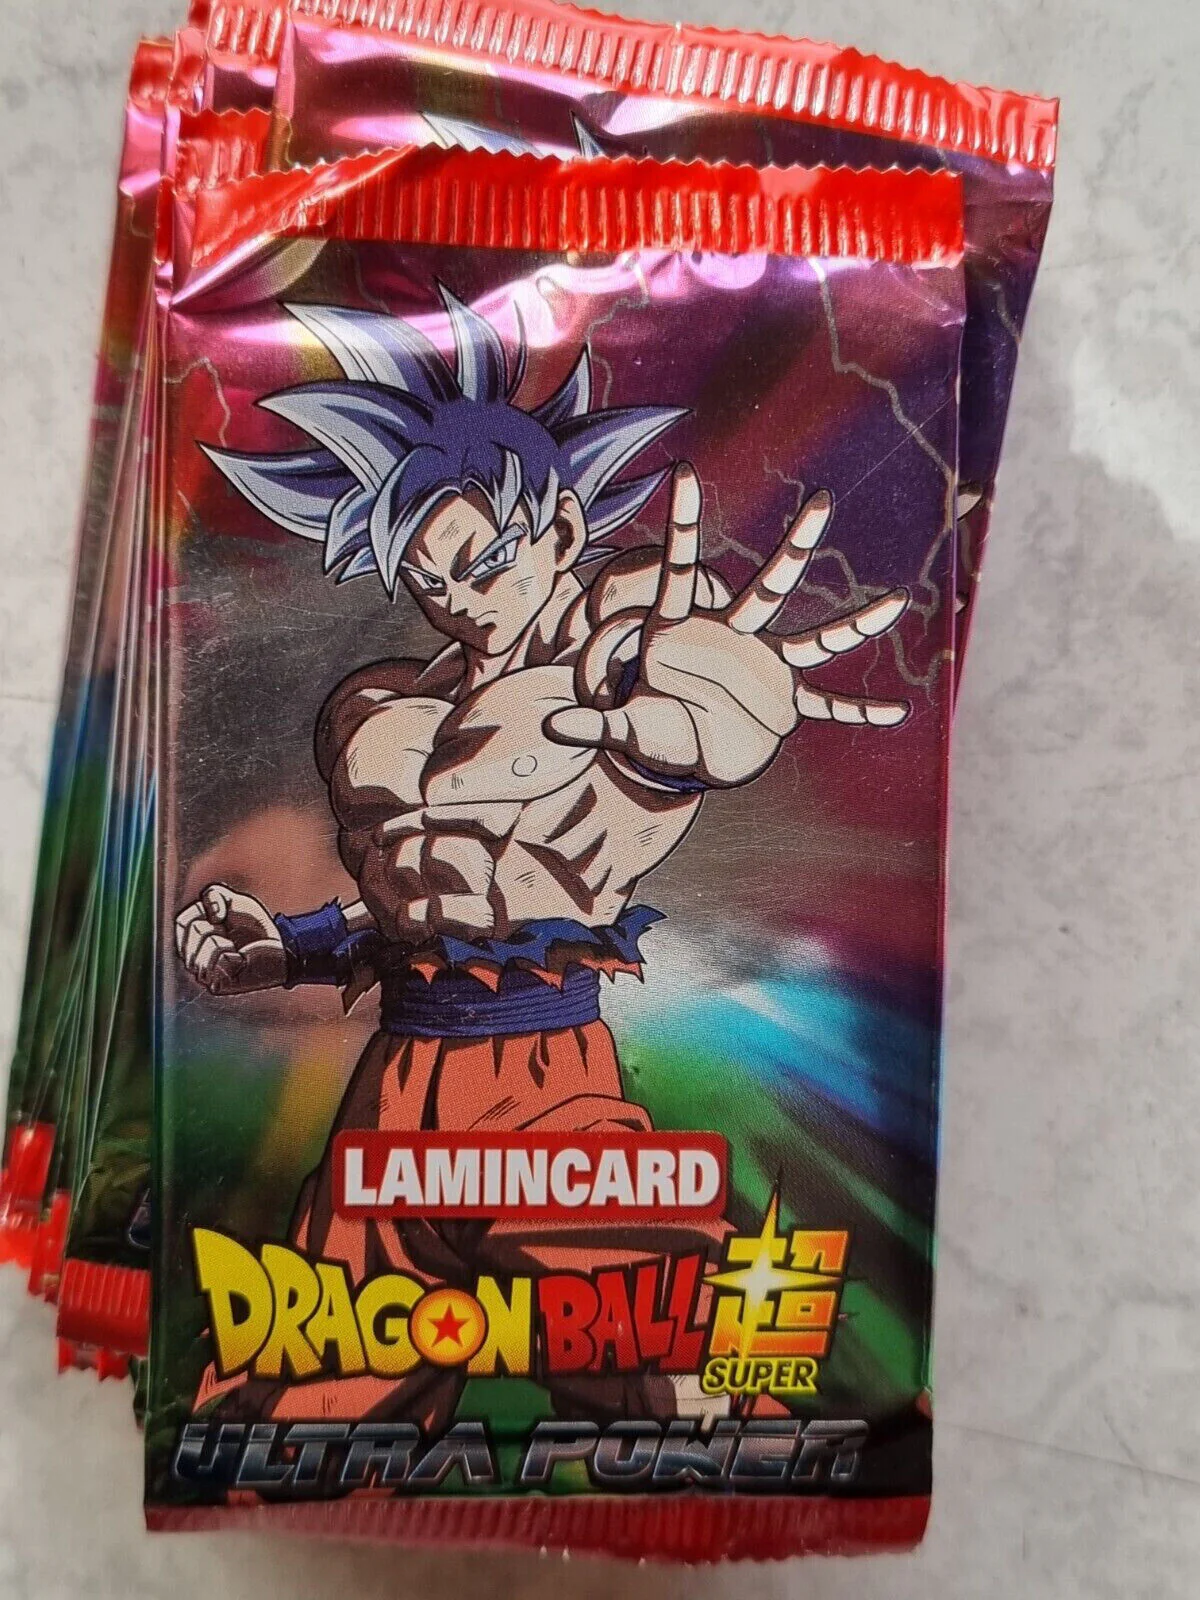 LAMINCARD
DRAGON BALL 超
SUPER
ULTRA POWER